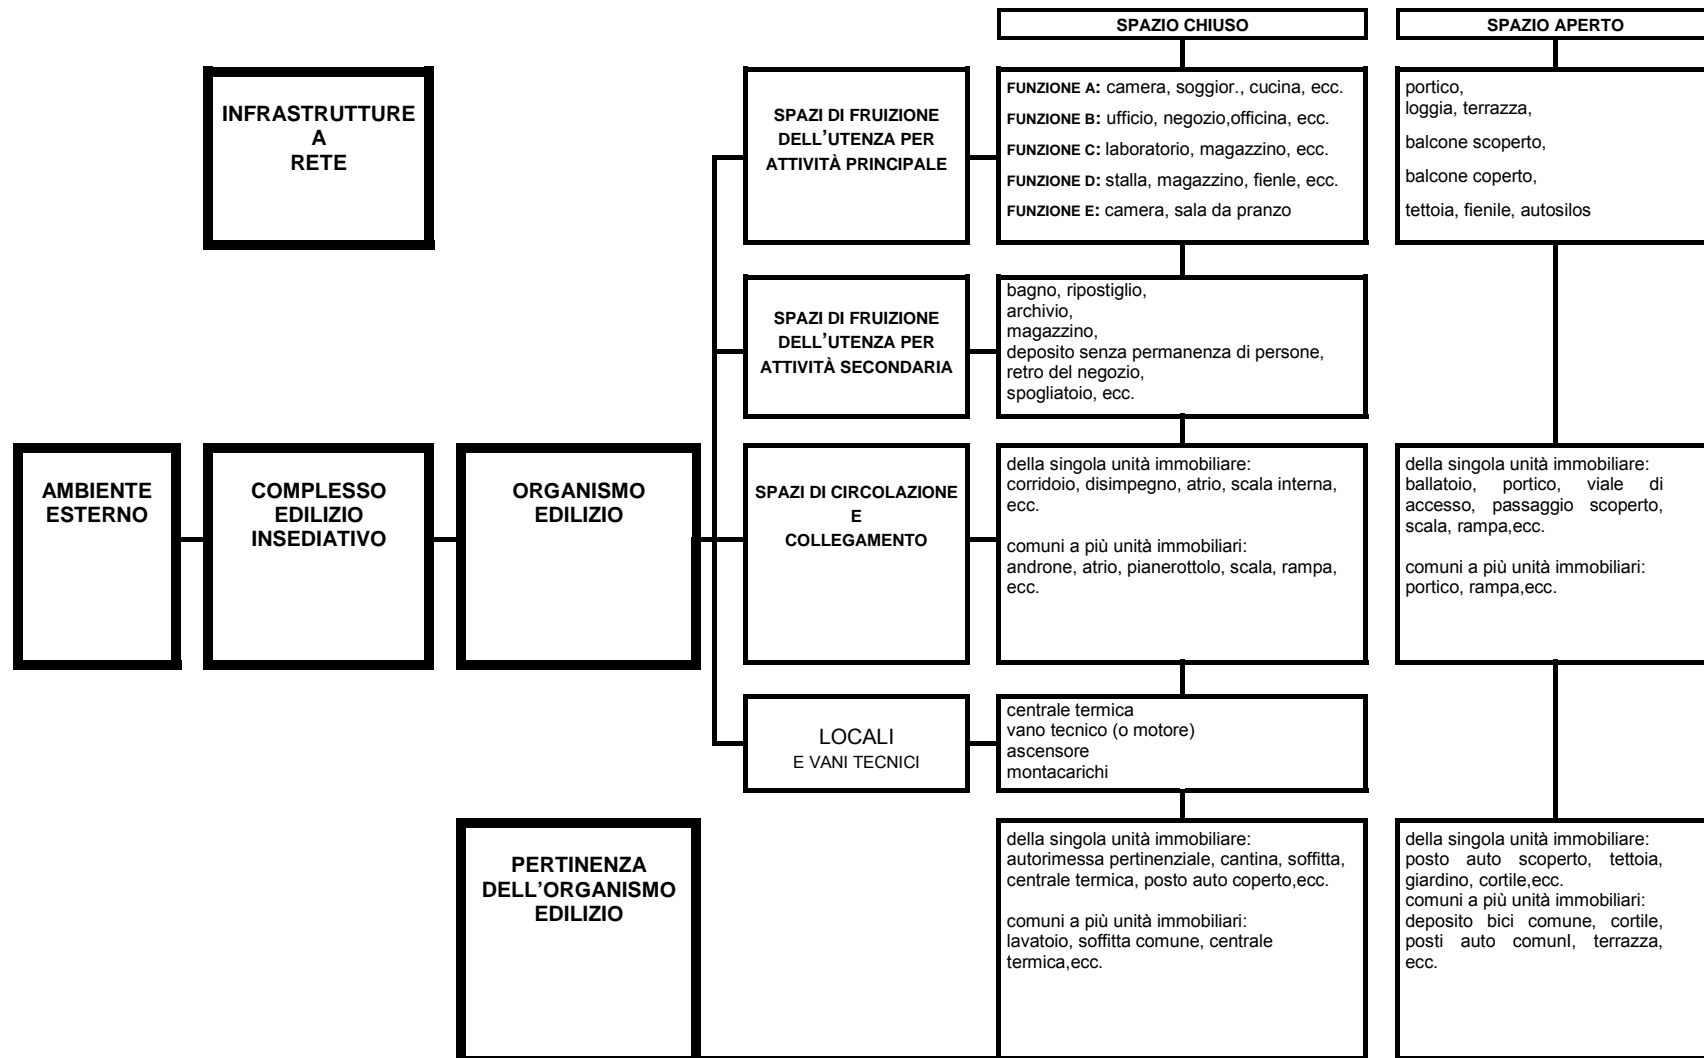 SPAZIO CHIUSO
SPAZIO APERTO
INFRASTRUTTURE
A
RETE
SPAZI DI FRUIZIONE
DELL'UTENZA PER
ATTIVITÀ PRINCIPALE
FUNZIONE A: camera, soggior., cucina, ecc.
FUNZIONE B: ufficio, negozio,officina, ecc.
FUNZIONE C: laboratorio, magazzino, ecc.
FUNZIONE D: stalla, magazzino, fienle, ecc.
FUNZIONE E: camera, sala da pranzo
portico,
loggia, terrazza,
balcone scoperto,
balcone coperto,
tettoia, fienile, autosilos
SPAZI DI FRUIZIONE
DELL'UTENZA PER
ATTIVITÀ SECONDARIA
bagno, ripostiglio,
archivio,
magazzino,
deposito senza permanenza di persone,
retro del negozio,
spogliatoio, ecc.
AMBIENTE
ESTERNO
COMPLESSO
EDILIZIO
INSEDIATIVO
ORGANISMO
EDILIZIO
SPAZI DI CIRCOLAZIONE
E
COLLEGAMENTO
della singola unità immobiliare:
corridoio, disimpegno, atrio, scala interna,
ecc.
comuni a più unità immobiliari:
androne, atrio, pianerottolo, scala, rampa,
ecc.
della singola unità immobiliare:
ballatoio, portico, viale di
accesso, passaggio scoperto,
scala, rampa,ecc.
comuni a più unità immobiliari:
portico, rampa,ecc.
LOCALI
E VANI TECNICI
centrale termica
vano tecnico (o motore)
ascensore
montacarichi
PERTINENZA
DELL'ORGANISMO
EDILIZIO
della singola unità immobiliare:
autorimessa pertinenziale, cantina, soffitta,
centrale termica, posto auto coperto,ecc.
comuni a più unità immobiliari:
lavatoio, soffitta comune, centrale
termica,ecc.
della singola unità immobiliare:
posto auto scoperto, tettoia,
giardino, cortile,ecc.
comuni a più unità immobiliari:
deposito bici comune, cortile,
posti auto comunI, terrazza,
ecc.